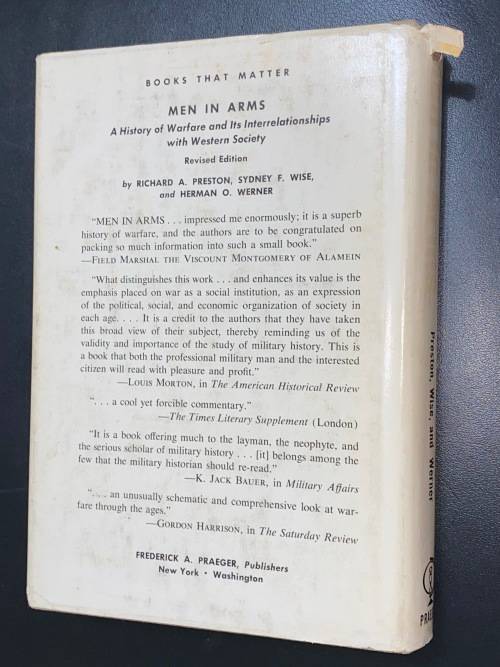 BOOKS THAT MATTER
MEN IN ARMS
A History of Warfare and Its Interrelationships
with Western Society
Revised Edition
by RICHARD A. PRESTON, SYDNEY F. WISE,
and HERMAN O. WERNER
"MEN IN ARMS . . . impressed me enormously; it is a superb
history of warfare, and the authors are to be congratulated on
packing so much information into such a small book."
—FIELD MARSHAL THE VISCOUNT MONTGOMERY OF ALAMEIN
"What distinguishes this work . . . and enhances its value is the
emphasis placed on war as a social institution, as an expression
of the political, social, and economic organization of society in
each age. . . . It is a credit to the authors that they have taken
this broad view of their subject, thereby reminding us of the
validity and importance of the study of military history. This is
a book that both the professional military man and the interested
citizen will read with pleasure and profit."
—LOUIS MORTON, in The American Historical Review
". . . a cool yet forcible commentary."
—The Times Literary Supplement (London)
"It is a book offering much to the layman, the neophyte, and
the serious scholar of military history . . . [it] belongs among the
few that the military historian should re-read."
—K. JACK BAUER, in Military Affairs
". . . an unusually schematic and comprehensive look at war-
fare through the ages."
—GORDON HARRISON, in The Saturday Review
FREDERICK A. PRAEGER, Publishers
New York • Washington
Preston, Wise, and Werner